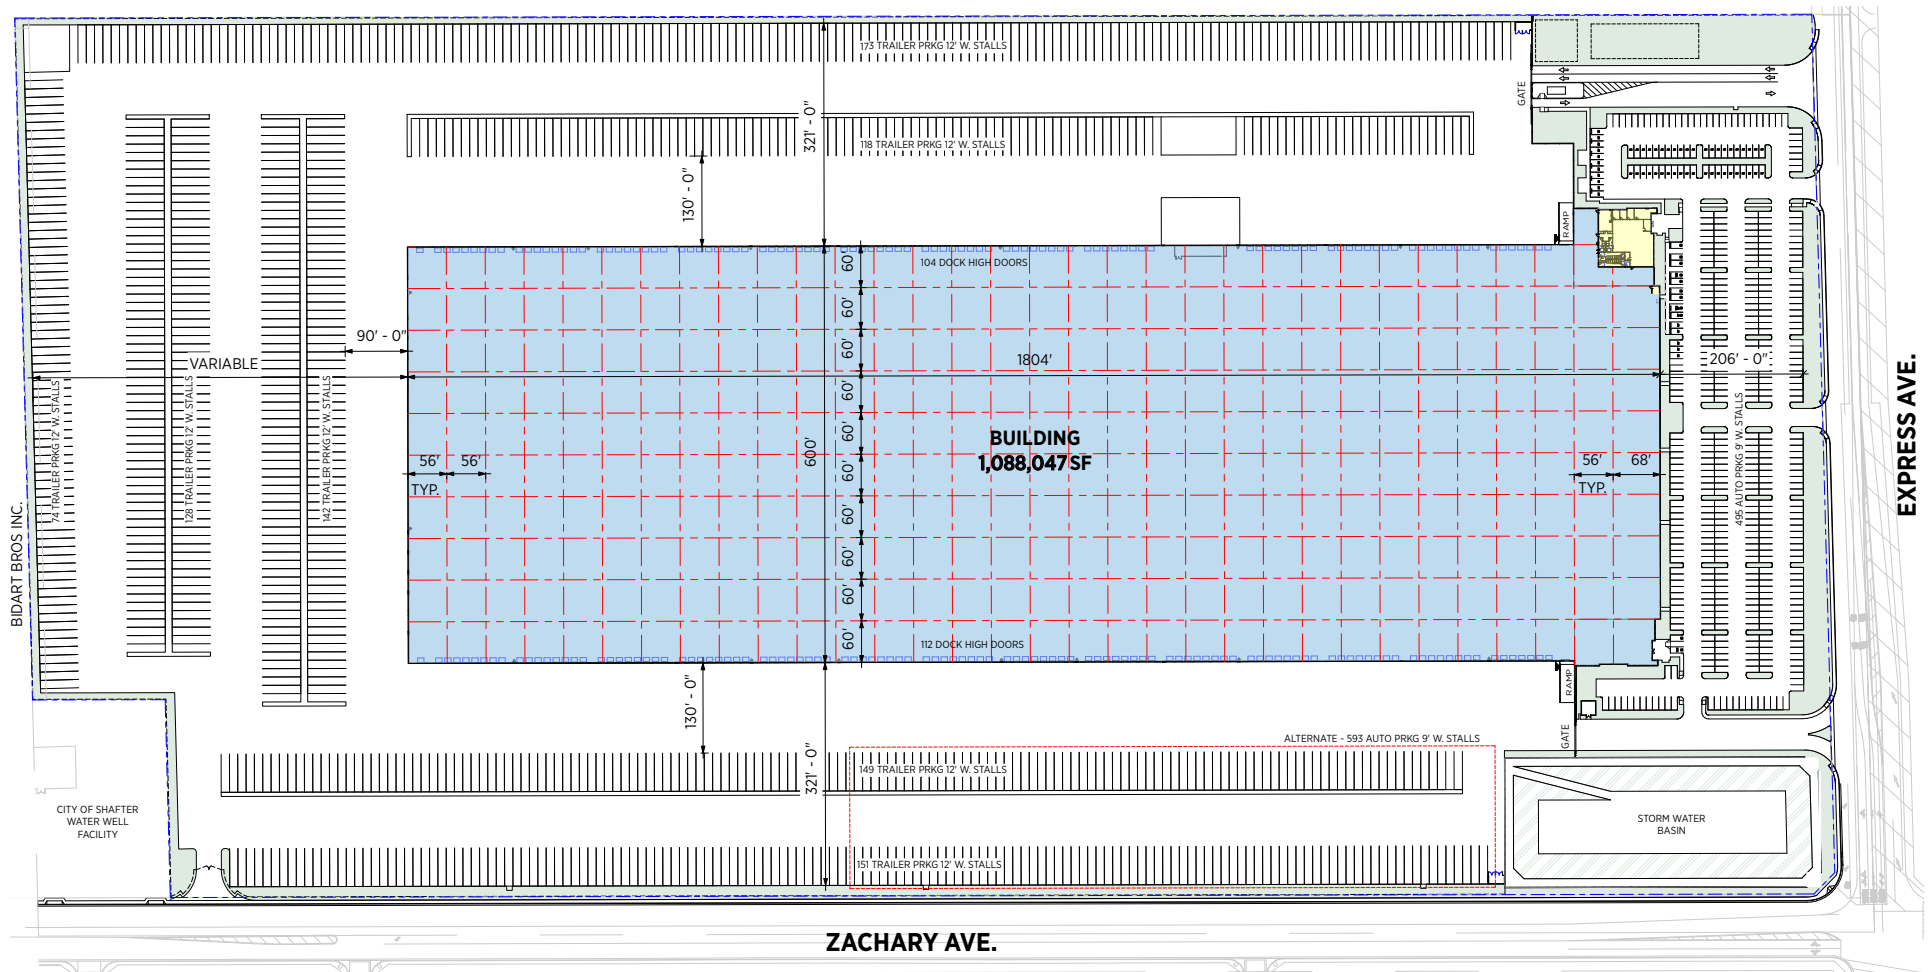 173 TRAILER PRKG 12' W. STALLS
GATE
321' - 0"
118 TRAILER PRKG 12' W. STALLS
130' - 0"
RAMP
104 DOCK HIGH DOORS
60'
60'
60'
60'
60'
60'
60'
60'
60'
60'
90' - 0"
VARIABLE
1804'
206' - 0"
EXPRESS AVE.
74 TRAILER PRKG 12' W. STALLS
128 TRAILER PRKG 12' W. STALLS
142 TRAILER PRKG 12' W. STALLS
495 AUTO PRKG 9' W. STALLS
BUILDING
1,088,047 SF
600'
56'
56'
TYP.
56'
68'
TYP.
BIDART BROS INC.
112 DOCK HIGH DOORS
RAMP
130' - 0"
GATE
ALTERNATE - 593 AUTO PRKG 9' W. STALLS
321' - 0"
149 TRAILER PRKG 12' W. STALLS
CITY OF SHAFTER
WATER WELL
FACILITY
STORM WATER
BASIN
151 TRAILER PRKG 12' W. STALLS
ZACHARY AVE.